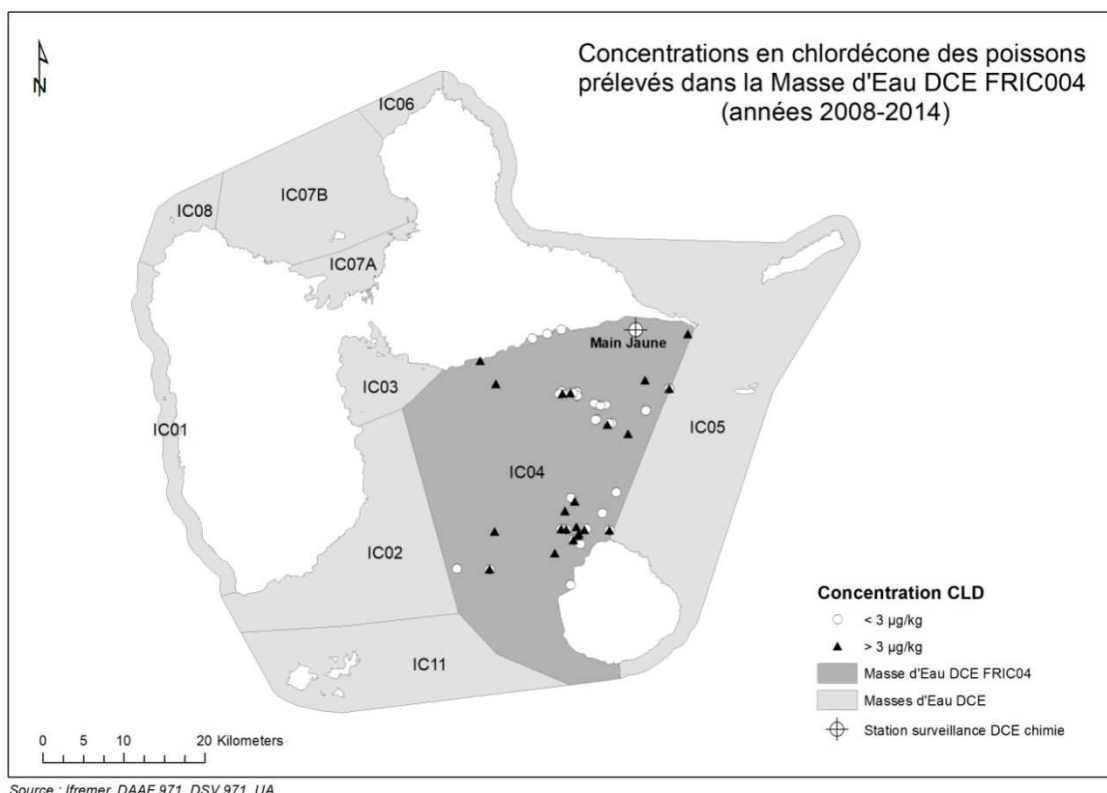 Concentrations en chlordécone des poissons
prélevés dans la Masse d'Eau DCE FRIC004
(années 2008-2014)
N
IC06
IC07B
IC08
IC07A
Main Jaune
IC03
IC01
IC05
IC04
IC02
IC11
Concentration CLD
< 3 µg/kg
> 3 µg/kg
Masse d'Eau DCE FRIC04
Masses d'Eau DCE
Station surveillance DCE chimie
0 5 10 20 Kilometers
Source : Ifremer, DAAF 971, DSV 971, UA